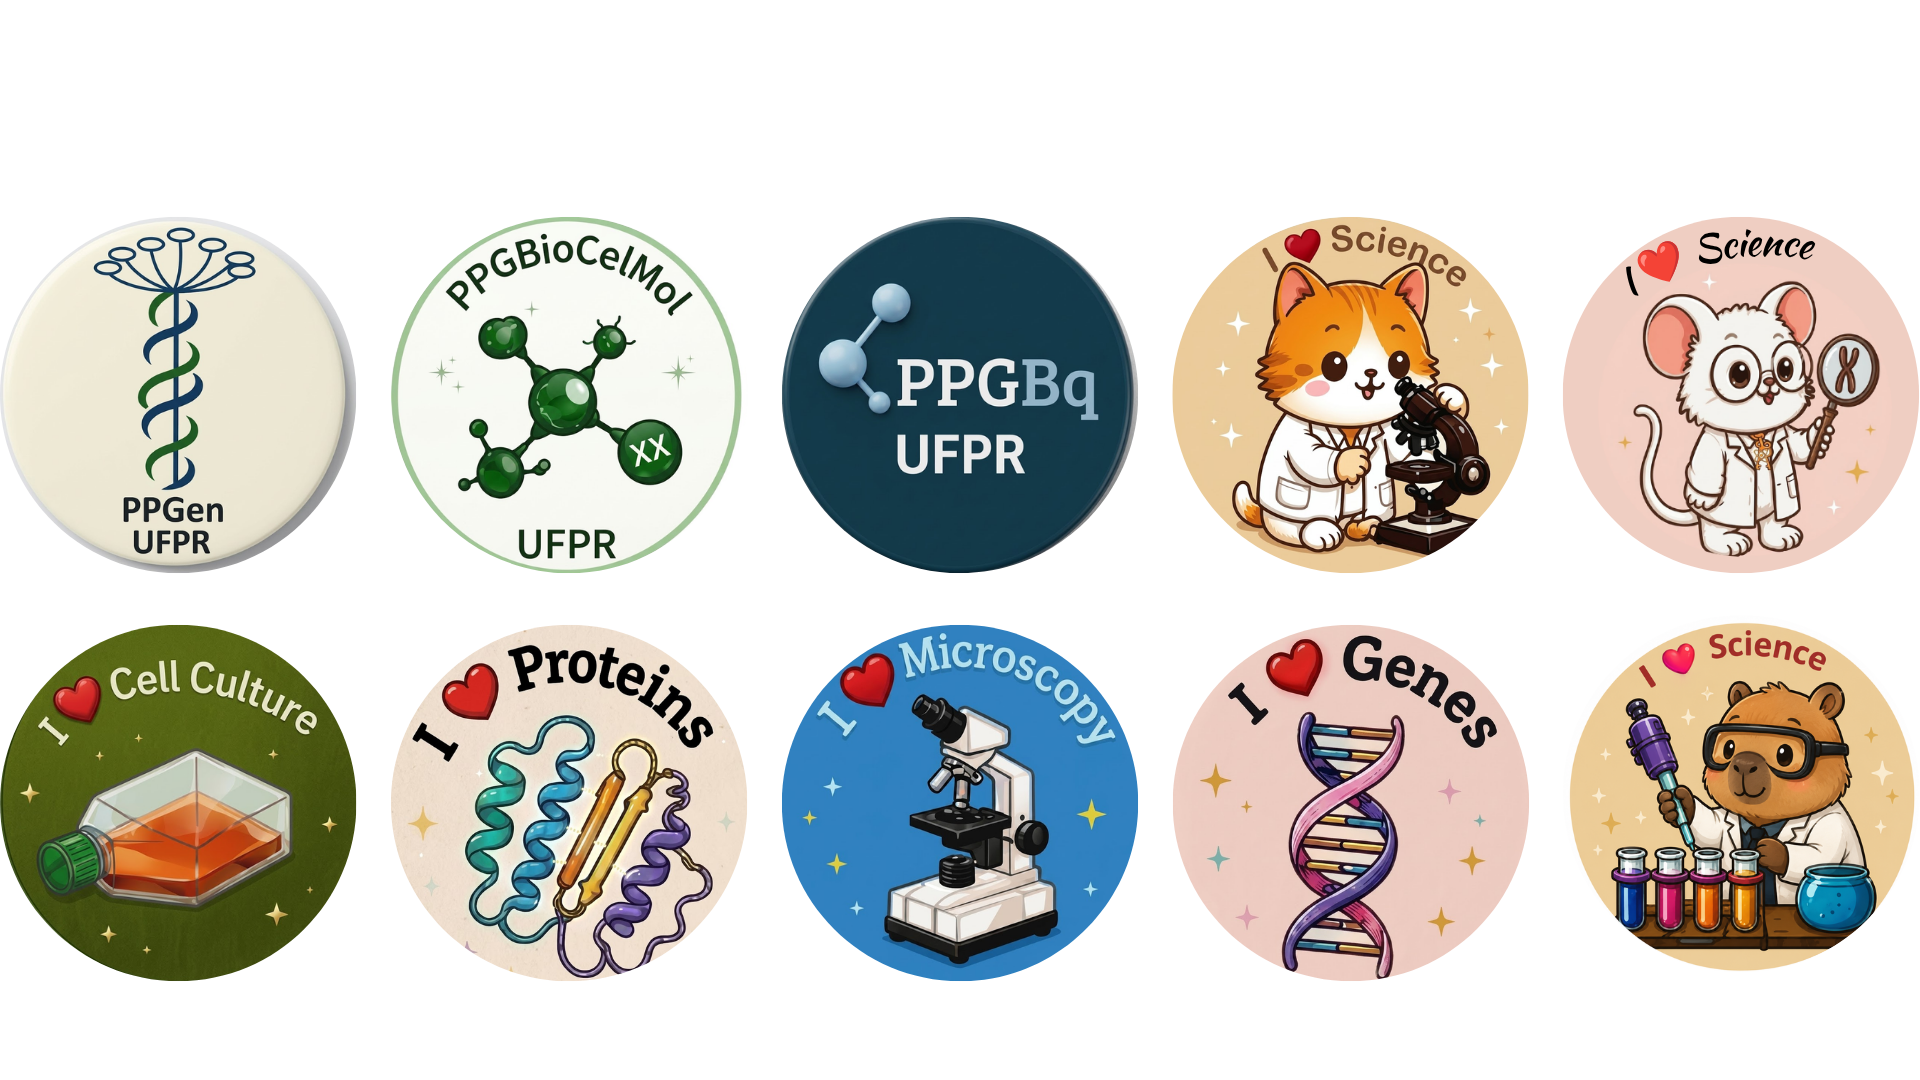 PPGen
UFPR
PPGBioCelMol
XX
UFPR
PPGBq
UFPR
I ❤️ Science
I ❤️ Science
I ❤️ Cell Culture
I ❤️ Proteins
I ❤️ Microscopy
I ❤️ Genes
I ❤️ Science